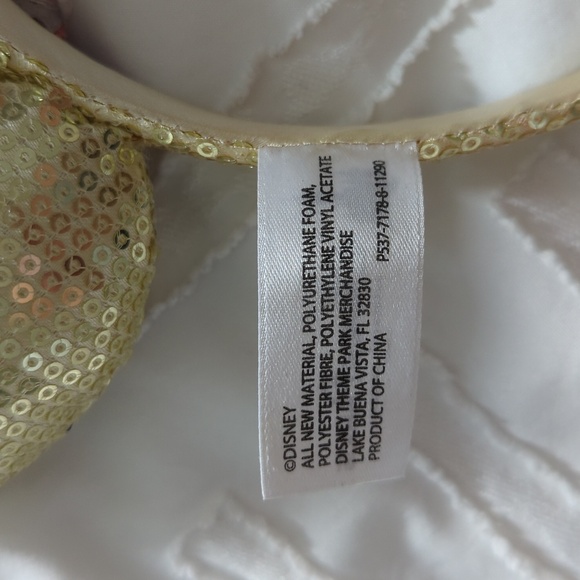 ©DISNEY
ALL NEW MATERIAL, POLYURETHANE FOAM,
POLYESTER FIBRE, POLYETHYLENE VINYL ACETATE
DISNEY THEME PARK MERCHANDISE
LAKE BUENA VISTA, FL 32830
PRODUCT OF CHINA P537-7178-8-11290